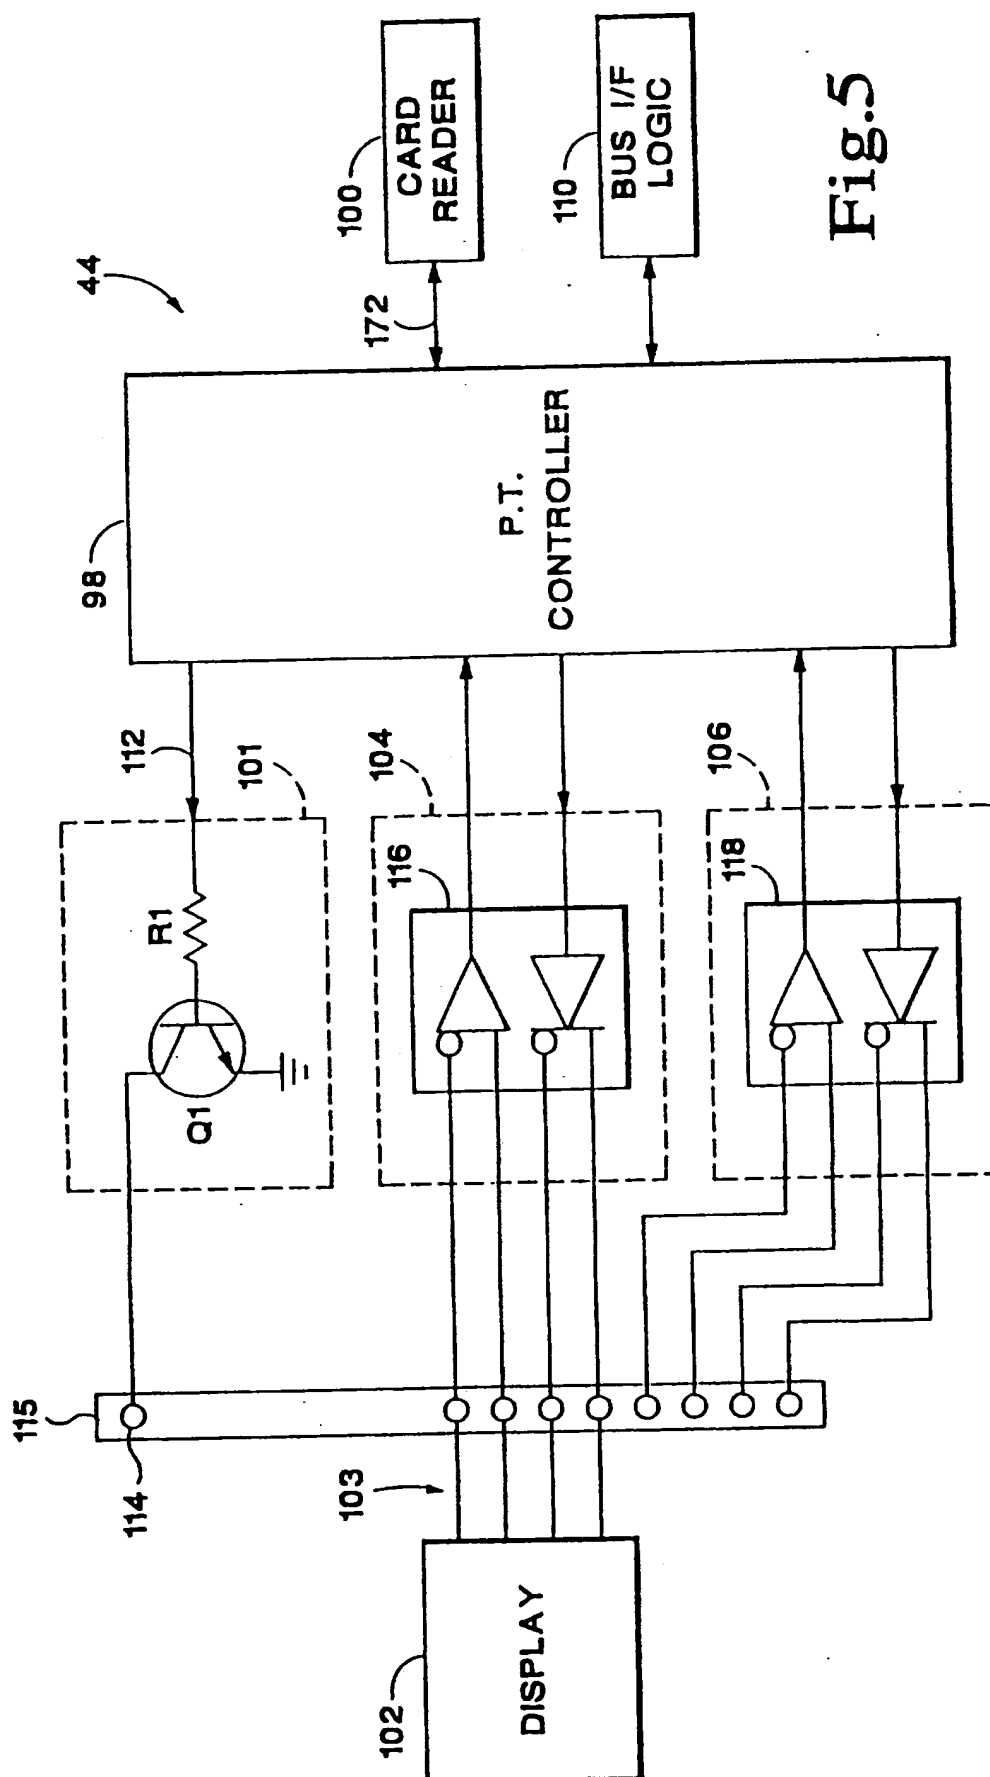 44
98
100
CARD
READER
172
110
BUS I/F
LOGIC
P.T.
CONTROLLER
112
101
R1
Q1
104
116
106
118
115
114
103
102
DISPLAY
Fig.5